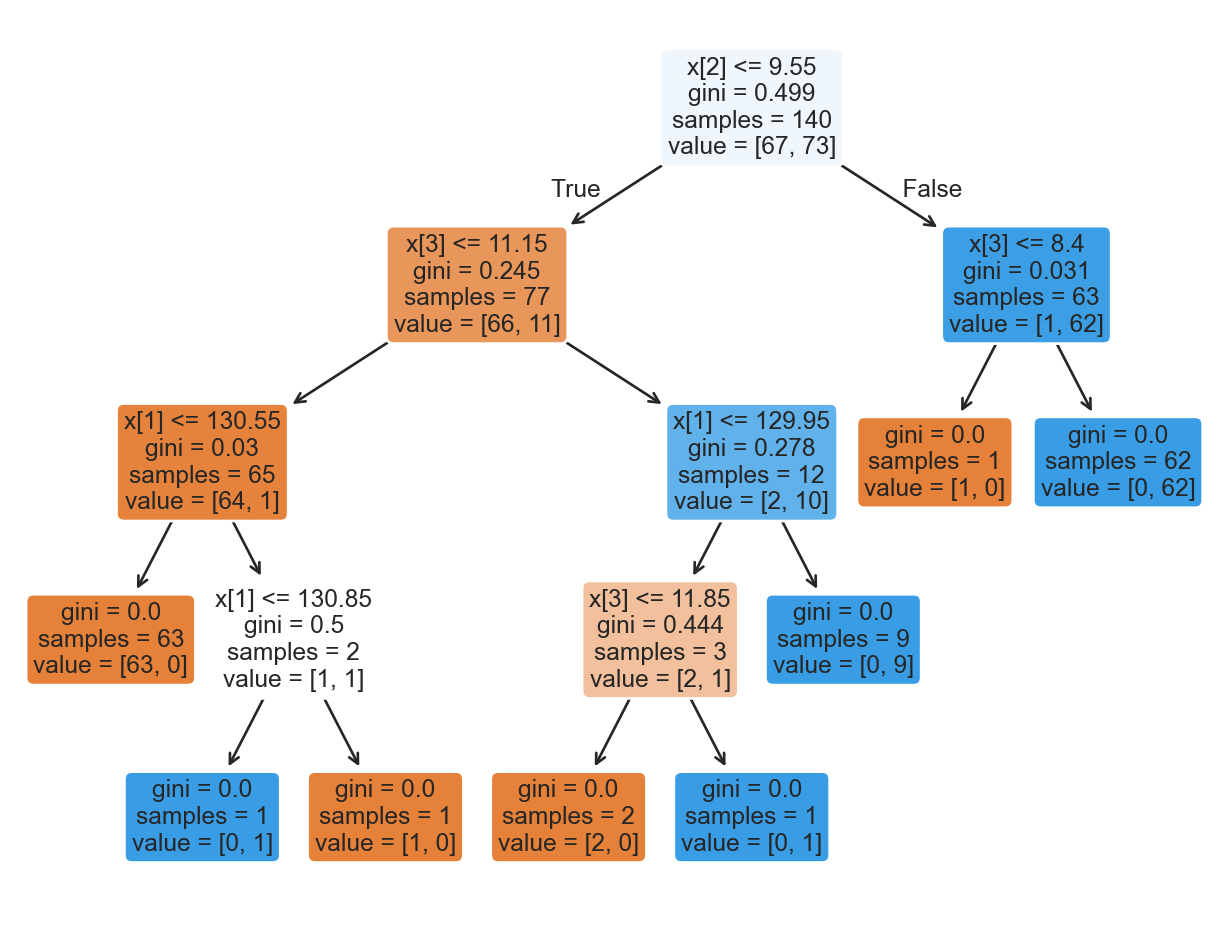 x[2] <= 9.55
gini = 0.499
samples = 140
value = [67, 73]
True
False
x[3] <= 11.15
gini = 0.245
samples = 77
value = [66, 11]
x[3] <= 8.4
gini = 0.031
samples = 63
value = [1, 62]
x[1] <= 130.55
gini = 0.03
samples = 65
value = [64, 1]
x[1] <= 129.95
gini = 0.278
samples = 12
value = [2, 10]
gini = 0.0
samples = 1
value = [1, 0]
gini = 0.0
samples = 62
value = [0, 62]
gini = 0.0
samples = 63
value = [63, 0]
x[1] <= 130.85
gini = 0.5
samples = 2
value = [1, 1]
x[3] <= 11.85
gini = 0.444
samples = 3
value = [2, 1]
gini = 0.0
samples = 9
value = [0, 9]
gini = 0.0
samples = 1
value = [0, 1]
gini = 0.0
samples = 1
value = [1, 0]
gini = 0.0
samples = 2
value = [2, 0]
gini = 0.0
samples = 1
value = [0, 1]